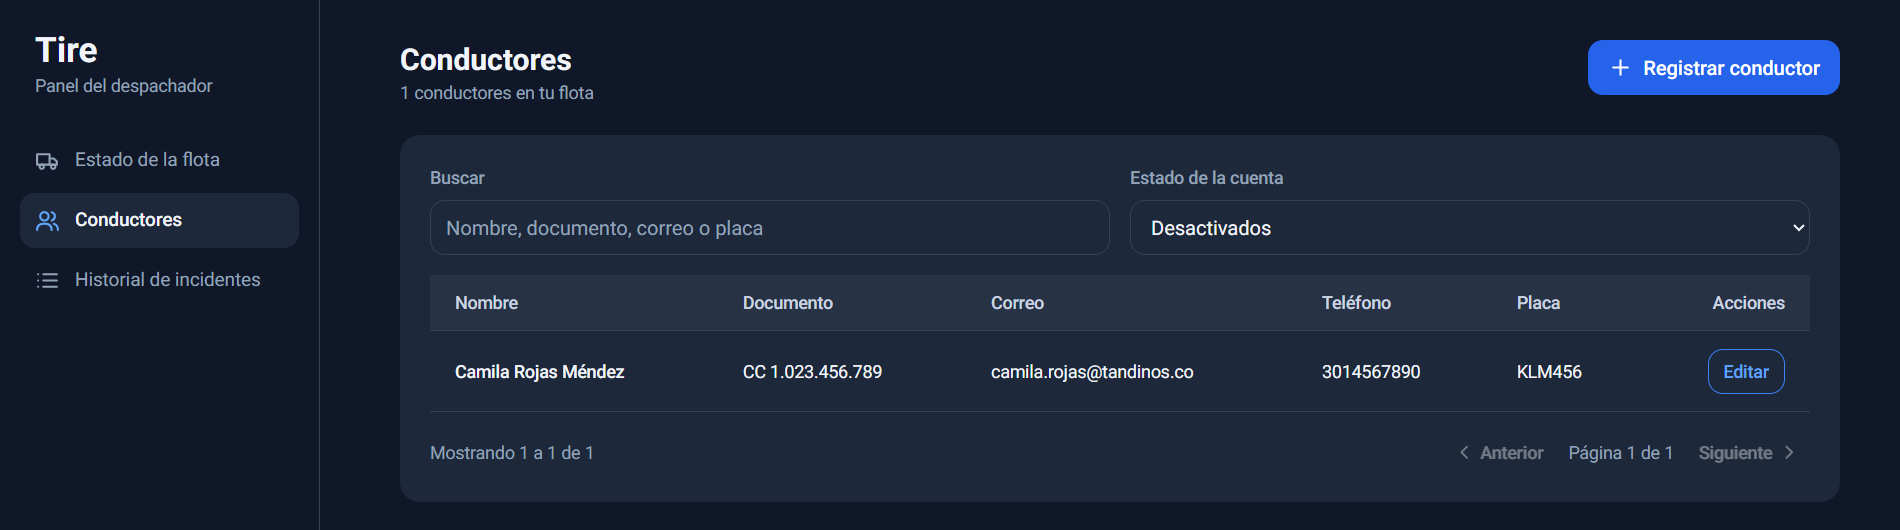 Tire
Panel del despachador
Estado de la flota
Conductores
Historial de incidentes
Conductores
1 conductores en tu flota
Registrar conductor
Buscar
Nombre, documento, correo o placa
Estado de la cuenta
Desactivados
Nombre Documento Correo Teléfono Placa Acciones
Camila Rojas Méndez CC 1.023.456.789 camila.rojas@tandinos.co 3014567890 KLM456 Editar
Mostrando 1 a 1 de 1
Anterior Página 1 de 1 Siguiente